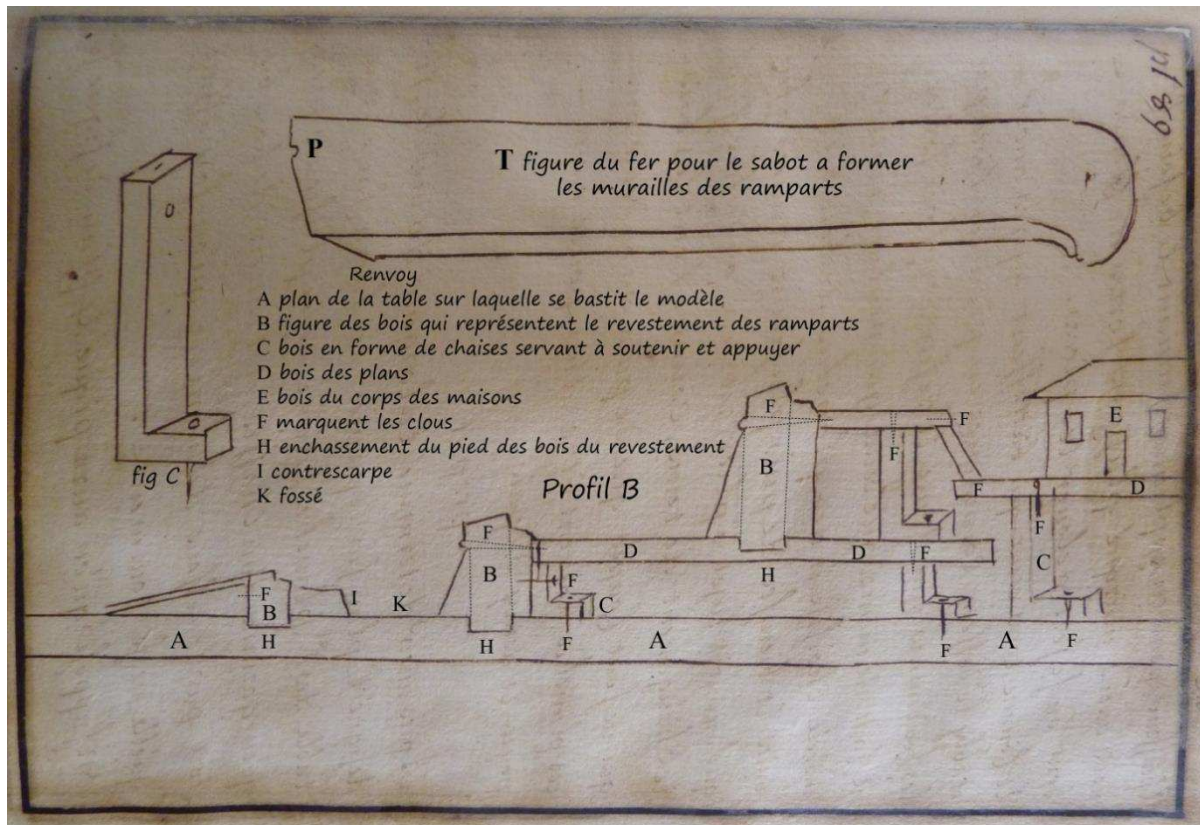 pl 89
P
T figure du fer pour le sabot a former
les murailles des ramparts
Renvoy
A plan de la table sur laquelle se bastit le modèle
B figure des bois qui représentent le revestement des ramparts
C bois en forme de chaises servant à soutenir et appuyer
D bois des plans
E bois du corps des maisons
F marquent les clous
H enchassement du pied des bois du revestement
I contrescarpe
K fossé
fig C
Profil B
F
F
E
B
F
F
D
F
F
D
D
F
C
B
H
F
C
F
B
I
K
A
H
H
F
A
F
A
F